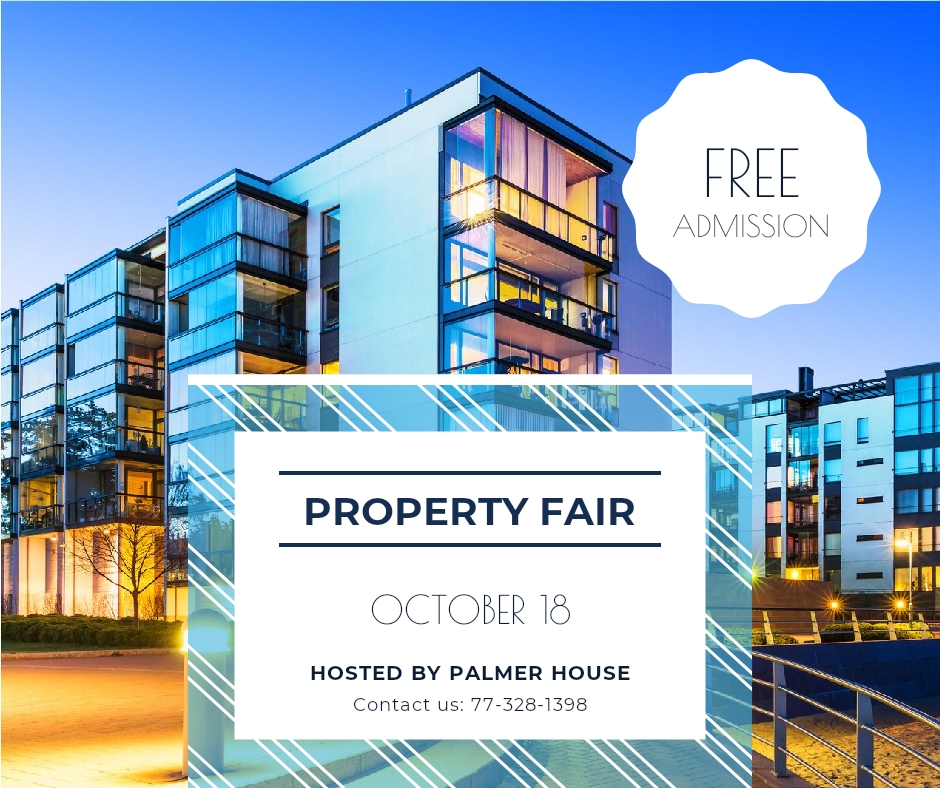 FREE
ADMISSION
PROPERTY FAIR
OCTOBER 18
HOSTED BY PALMER HOUSE
Contact us: 77-328-1398